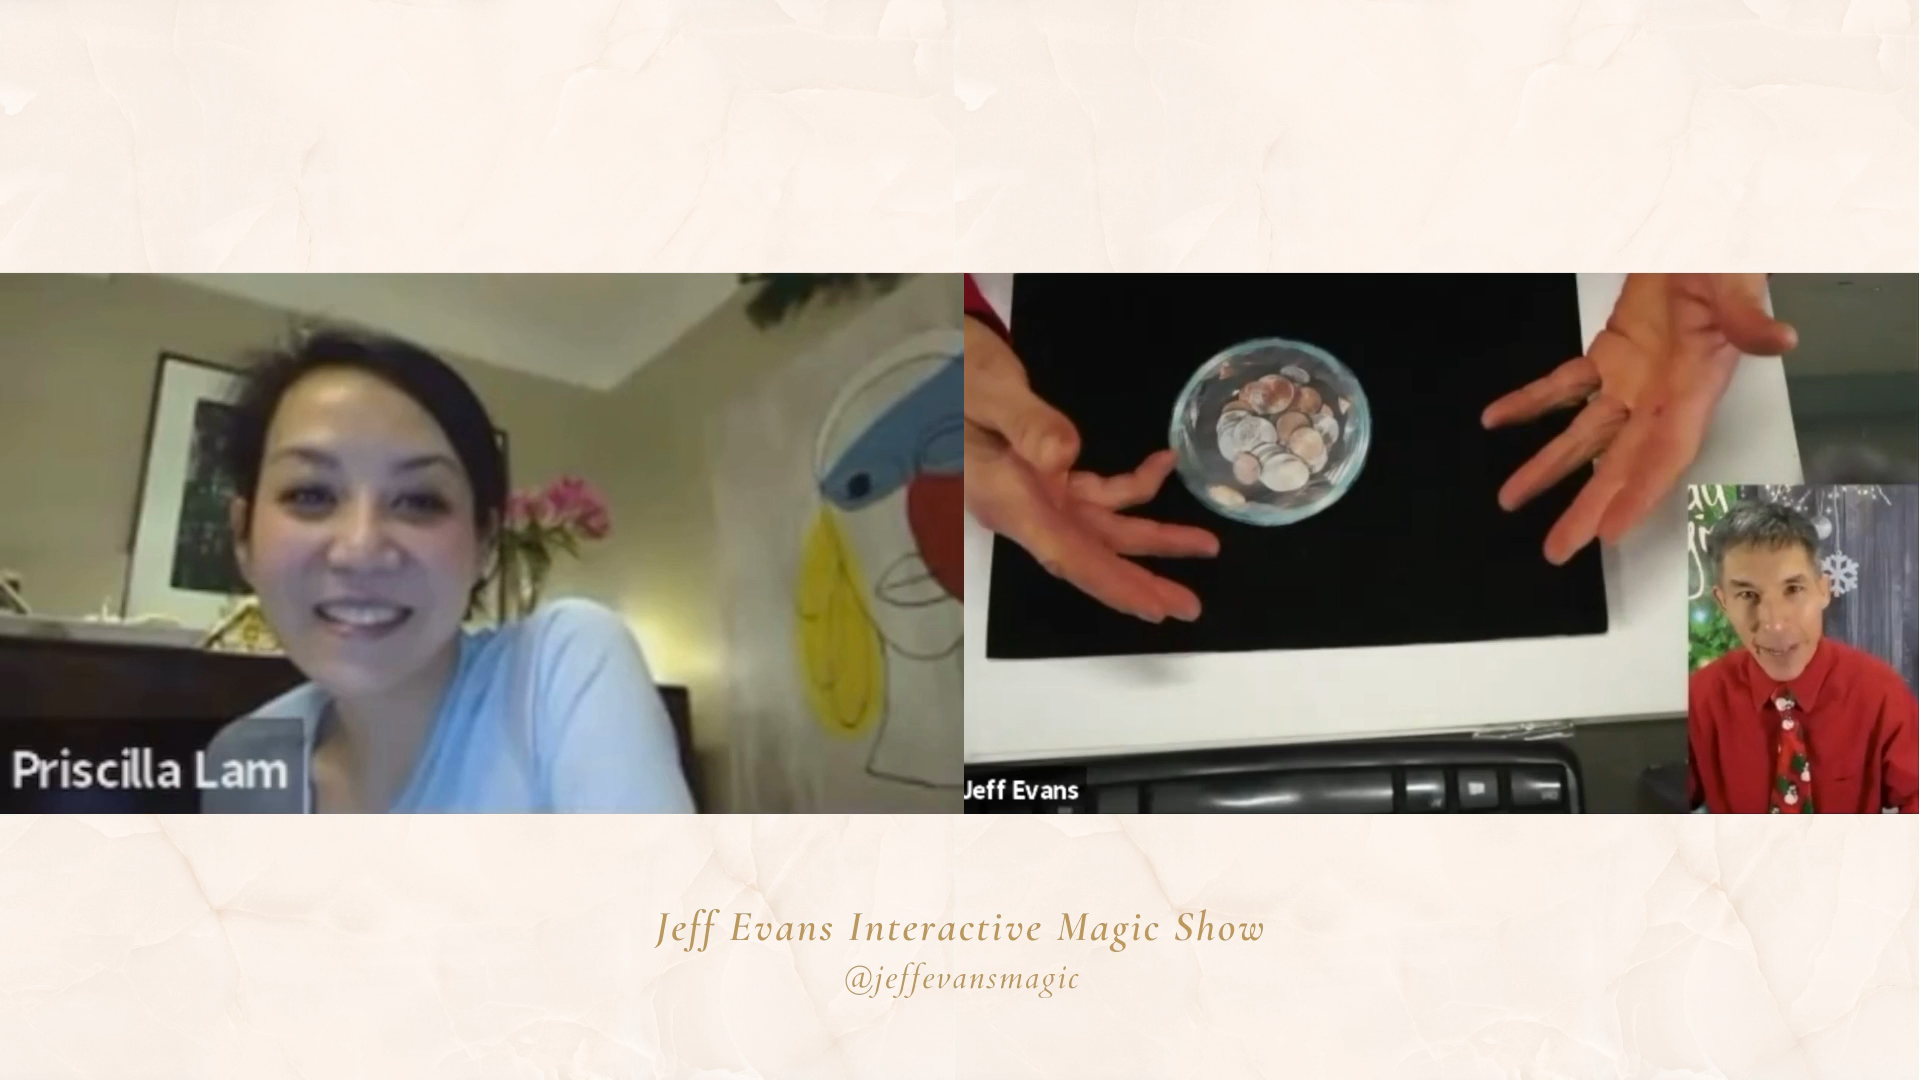 Priscilla Lam
Jeff Evans
Jeff Evans Interactive Magic Show
@jeffevansmagic